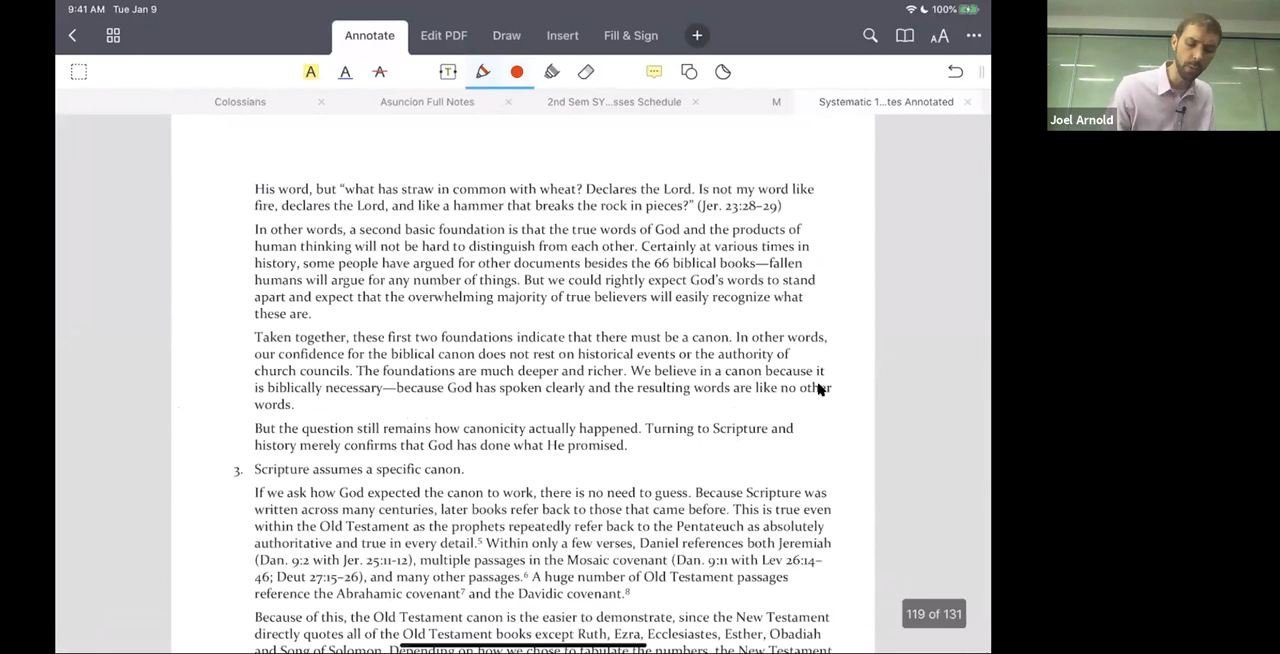 9:41 AM Tue Jan 9
100%
Annotate
Edit PDF
Draw
Insert
Fill & Sign
AA
A
A
A
T
Colossians
Asuncion Full Notes
2nd Sem SY...sses Schedule
M
Systematic 1...tes Annotated
Joel Arnold
His word, but “what has straw in common with wheat? Declares the Lord. Is not my word like
fire, declares the Lord, and like a hammer that breaks the rock in pieces?” (Jer. 23:28–29)
In other words, a second basic foundation is that the true words of God and the products of
human thinking will not be hard to distinguish from each other. Certainly at various times in
history, some people have argued for other documents besides the 66 biblical books—fallen
humans will argue for any number of things. But we could rightly expect God's words to stand
apart and expect that the overwhelming majority of true believers will easily recognize what
these are.
Taken together, these first two foundations indicate that there must be a canon. In other words,
our confidence for the biblical canon does not rest on historical events or the authority of
church councils. The foundations are much deeper and richer. We believe in a canon because it
is biblically necessary—because God has spoken clearly and the resulting words are like no other
words.
But the question still remains how canonicity actually happened. Turning to Scripture and
history merely confirms that God has done what He promised.
3. Scripture assumes a specific canon.
If we ask how God expected the canon to work, there is no need to guess. Because Scripture was
written across many centuries, later books refer back to those that came before. This is true even
within the Old Testament as the prophets repeatedly refer back to the Pentateuch as absolutely
authoritative and true in every detail.⁵ Within only a few verses, Daniel references both Jeremiah
(Dan. 9:2 with Jer. 25:11-12), multiple passages in the Mosaic covenant (Dan. 9:11 with Lev 26:14–
46; Deut 27:15–26), and many other passages.⁶ A huge number of Old Testament passages
reference the Abrahamic covenant⁷ and the Davidic covenant.⁸
119 of 131
Because of this, the Old Testament canon is the easier to demonstrate, since the New Testament
directly quotes all of the Old Testament books except Ruth, Ezra, Ecclesiastes, Esther, Obadiah
and Song of Solomon. Depending on how we chose to tabulate the numbers, the New Testament